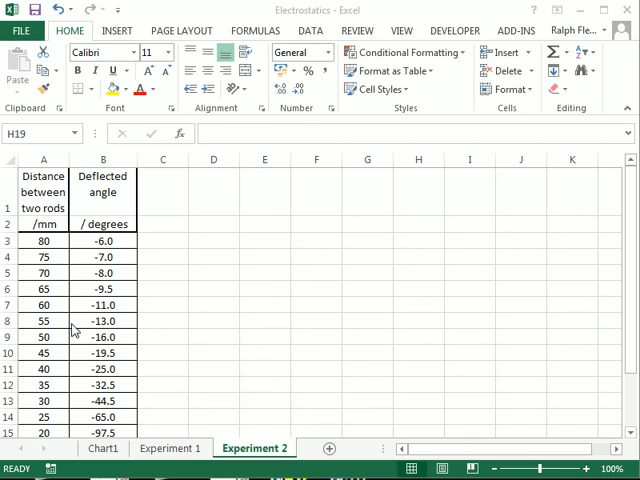 Electrostatics - Excel
FILE HOME INSERT PAGE LAYOUT FORMULAS DATA REVIEW VIEW DEVELOPER ADD-INS Ralph Fle...
Paste Calibri 11 General Conditional Formatting Insert
B I U A A % , Format as Table Delete
A Cell Styles Format
Clipboard Font Alignment Number Styles Cells Editing
H19 fx
A B C D E F G H I J K
Distance Deflected
between angle
1 two rods
2 /mm / degrees
3 80 -6.0
4 75 -7.0
5 70 -8.0
6 65 -9.5
7 60 -11.0
8 55 -13.0
9 50 -16.0
10 45 -19.5
11 40 -25.0
12 35 -32.5
13 30 -44.5
14 25 -65.0
15 20 -97.5
Chart1 Experiment 1 Experiment 2
READY 100%